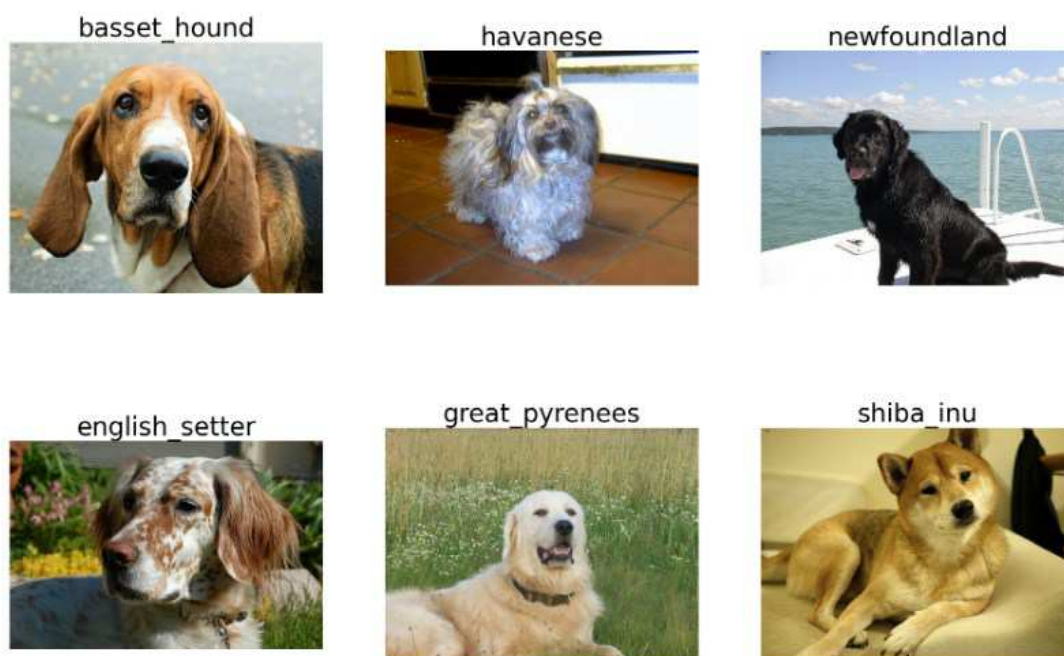 basset_hound
havanese
newfoundland
english_setter
great_pyrenees
shiba_inu